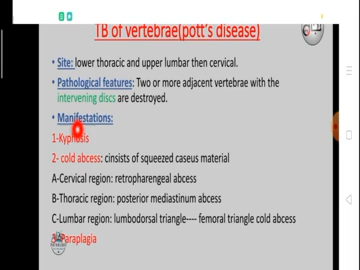 TB of vertebrae(pott's disease)
• Site: lower thoracic and upper lumbar then cervical.
• Pathological features: Two or more adjacent vertebrae with the
intervening discs are destroyed.
• Manifestations:
1-Kyphosis
2- cold abcess: cinsists of squeezed caseus material
A-Cervical region: retropharengeal abcess
B-Thoracic region: posterior mediastinum abcess
C-Lumbar region: lumbodorsal triangle---- femoral triangle cold abcess
Paraplagia